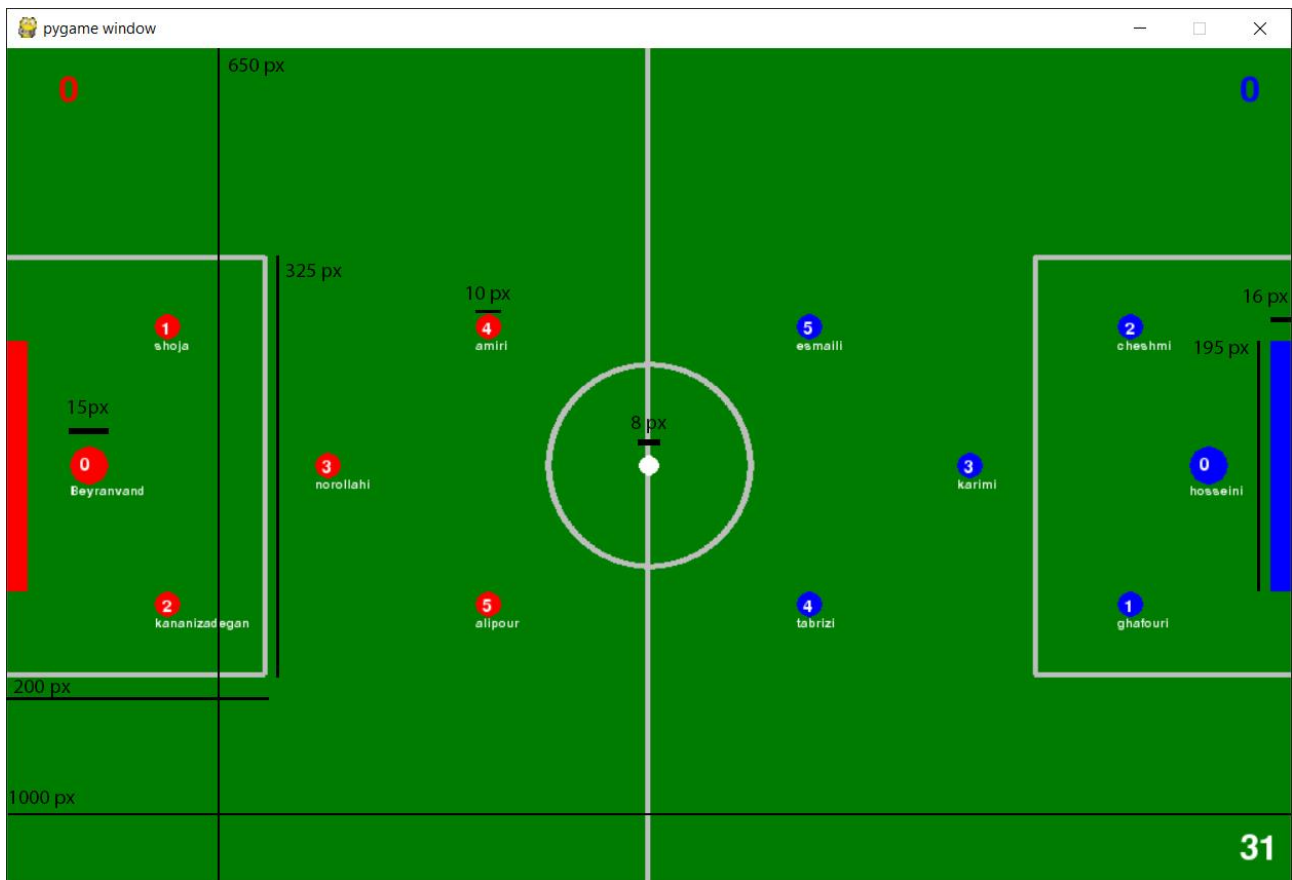 pygame window
650 px
0
0
325 px
10 px
16 px
1
shoja
4
amiri
5
esmaili
2
cheshmi
195 px
15px
8 px
0
Beyranvand
3
norollahi
3
karimi
0
hosseini
2
kananizadegan
5
alipour
4
tabrizi
1
ghafouri
200 px
1000 px
31